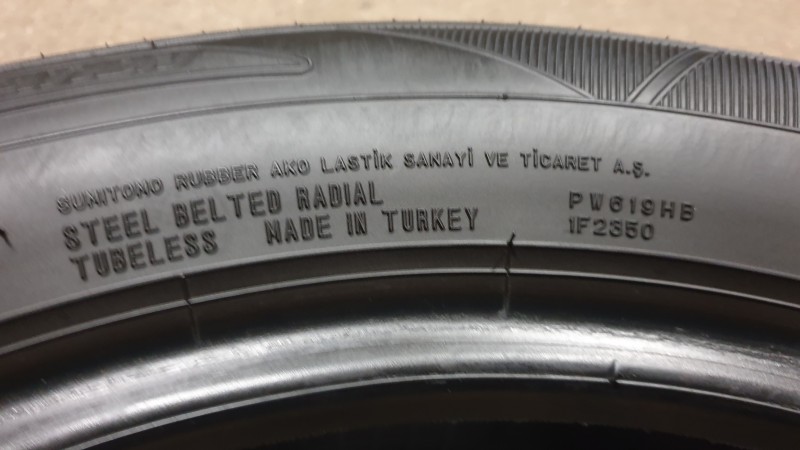 SUMITOMO RUBBER AKO LASTİK SANAYİ VE TİCARET A.Ş.
STEEL BELTED RADIAL
TUBELESS MADE IN TURKEY
PW619HB
1F2350